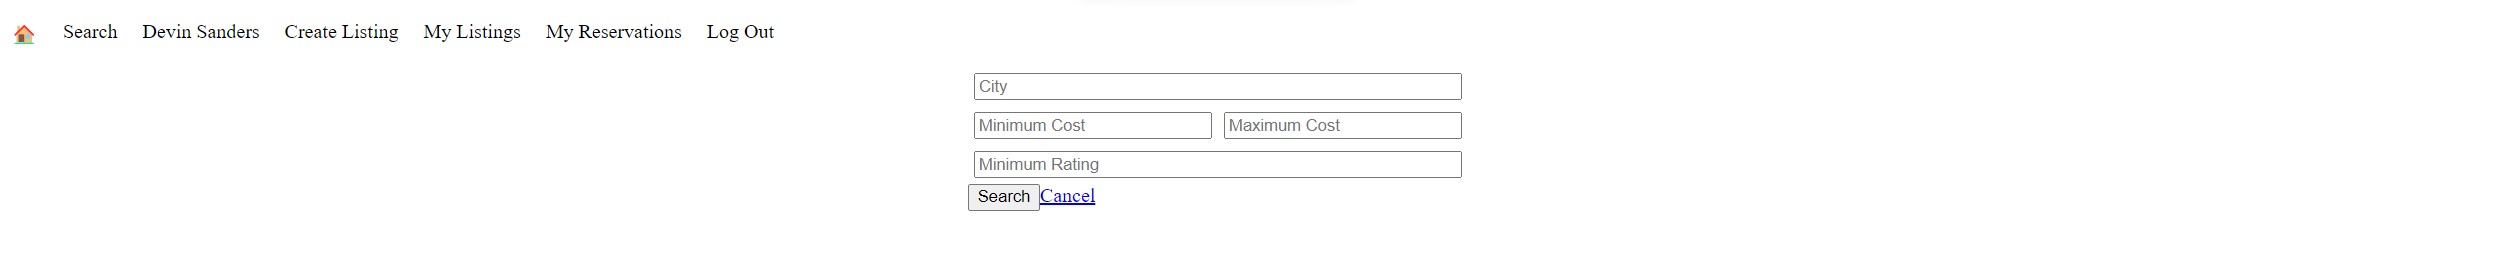 Search Devin Sanders Create Listing My Listings My Reservations Log Out
City
Minimum Cost Maximum Cost
Minimum Rating
Search Cancel